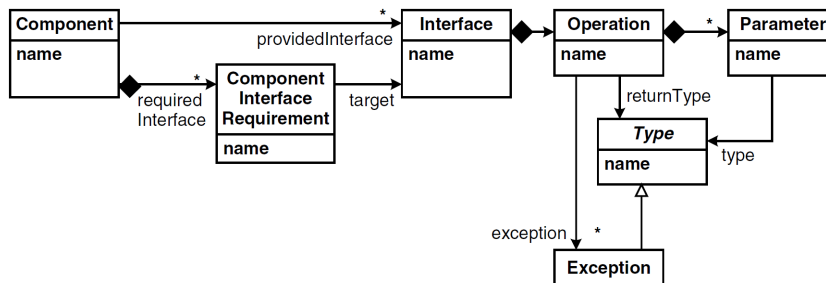 Component
name
*
providedInterface
Interface
name
Operation
name
*
Parameter
name
*
required
Interface
Component
Interface
Requirement
name
target
returnType
Type
name
type
exception
*
Exception